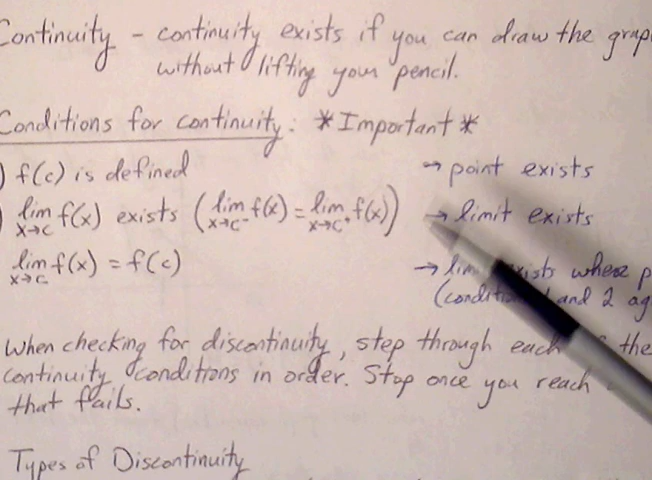 Continuity - continuity exists if you can draw the
without lifting your pencil.
Conditions for continuity: *Important*
) f(c) is defined → point exists
) lim x→c f(x) exists (lim x→c⁻ f(x) = lim x→c⁺ f(x)) → limit exists
lim x→c f(x) = f(c) → exists where
and 2
When checking for discontinuity, step through each the
continuity conditions in order. Stop once you reach
that fails.
Types of Discontinuity